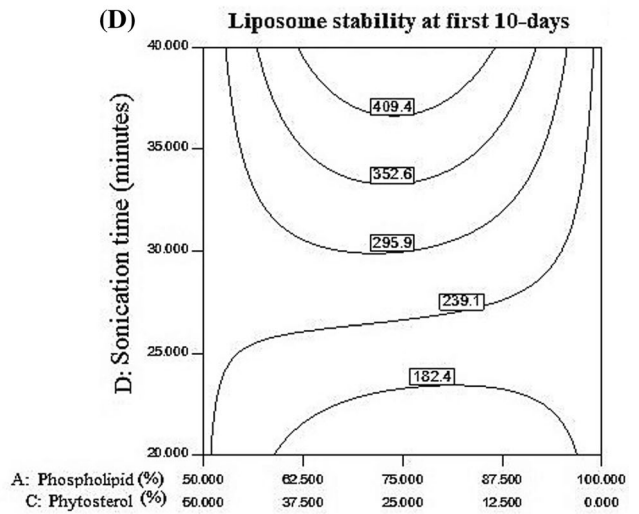 (D) Liposome stability at first 10-days
40.000
409.4
35.000
352.6
D: Sonication time (minutes)
30.000
295.9
239.1
25.000
182.4
20.000
A: Phospholipid (%) 50.000 62.500 75.000 87.500 100.000
C: Phytosterol (%) 50.000 37.500 25.000 12.500 0.000